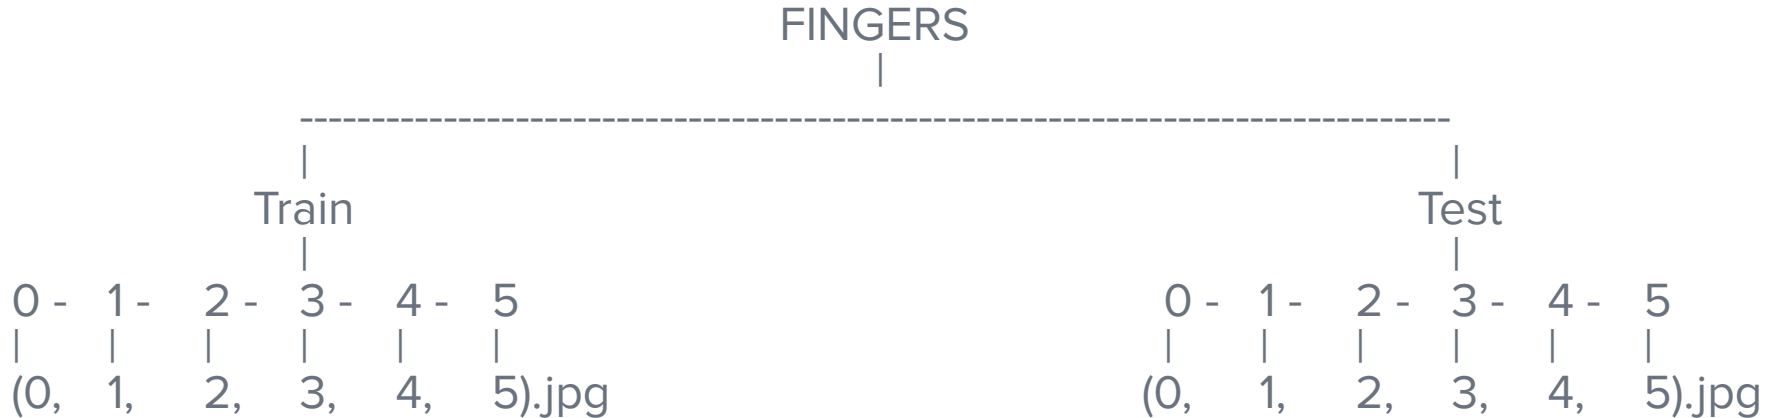 FINGERS
|
--------------------------------------------------------------------------------
| |
Train Test
| |
0 - 1 - 2 - 3 - 4 - 5 0 - 1 - 2 - 3 - 4 - 5
| | | | | | | | | | | |
(0, 1, 2, 3, 4, 5).jpg (0, 1, 2, 3, 4, 5).jpg